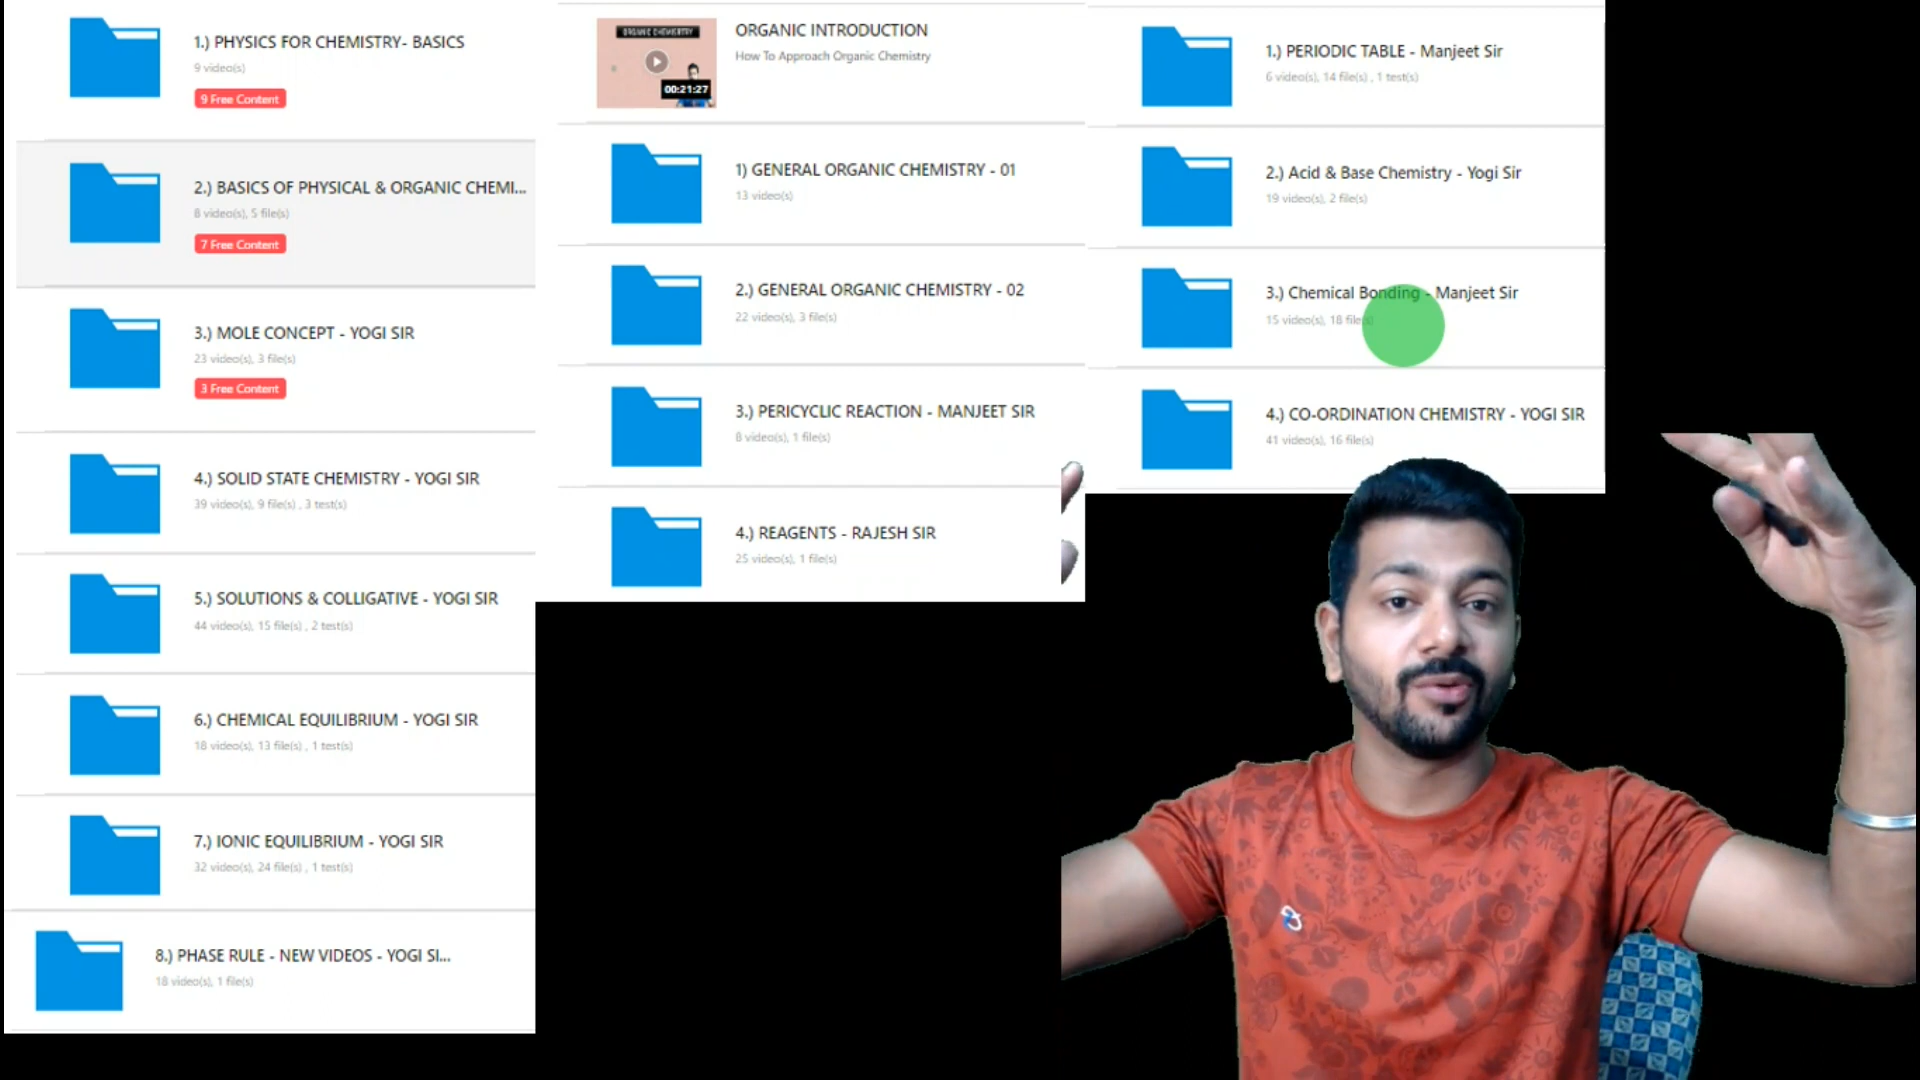 1.) PHYSICS FOR CHEMISTRY- BASICS
9 video(s)
9 Free Content
2.) BASICS OF PHYSICAL & ORGANIC CHEMI...
8 video(s), 5 file(s)
7 Free Content
3.) MOLE CONCEPT - YOGI SIR
23 video(s), 3 file(s)
3 Free Content
4.) SOLID STATE CHEMISTRY - YOGI SIR
39 video(s), 9 file(s) , 3 test(s)
5.) SOLUTIONS & COLLIGATIVE - YOGI SIR
44 video(s), 15 file(s) , 2 test(s)
6.) CHEMICAL EQUILIBRIUM - YOGI SIR
18 video(s), 13 file(s) , 1 test(s)
7.) IONIC EQUILIBRIUM - YOGI SIR
32 video(s), 24 file(s) , 1 test(s)
8.) PHASE RULE - NEW VIDEOS - YOGI SI...
18 video(s), 1 file(s)
ORGANIC CHEMISTRY
00:21:27
ORGANIC INTRODUCTION
How To Approach Organic Chemistry
1) GENERAL ORGANIC CHEMISTRY - 01
13 video(s)
2.) GENERAL ORGANIC CHEMISTRY - 02
22 video(s), 3 file(s)
3.) PERICYCLIC REACTION - MANJEET SIR
8 video(s), 1 file(s)
4.) REAGENTS - RAJESH SIR
25 video(s), 1 file(s)
1.) PERIODIC TABLE - Manjeet Sir
6 video(s), 14 file(s) , 1 test(s)
2.) Acid & Base Chemistry - Yogi Sir
19 video(s), 2 file(s)
3.) Chemical Bonding - Manjeet Sir
15 video(s), 18 file(s)
4.) CO-ORDINATION CHEMISTRY - YOGI SIR
41 video(s), 16 file(s)